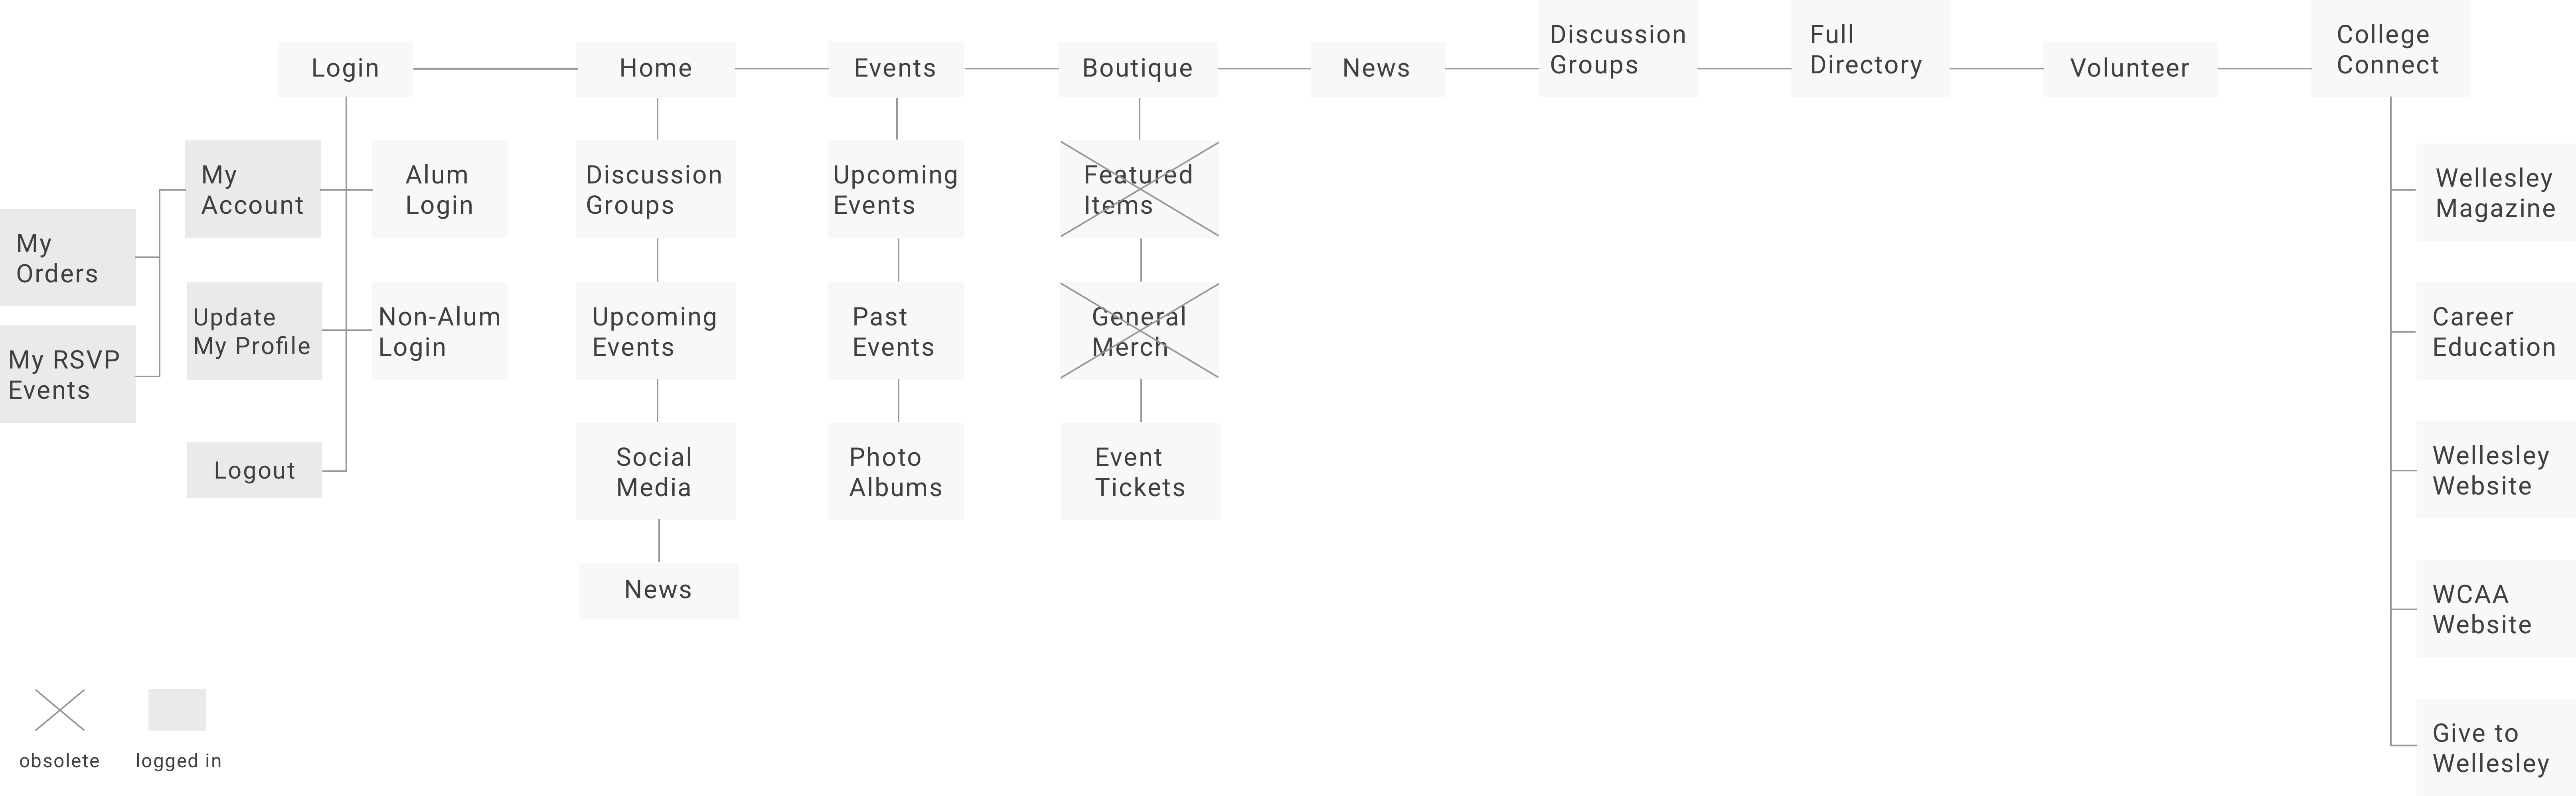 Login
Home
Events
Boutique
News
Discussion
Groups
Full
Directory
Volunteer
College
Connect
My
Account
Alum
Login
My
Orders
My RSVP
Events
Update
My Profile
Non-Alum
Login
Logout
Discussion
Groups
Upcoming
Events
Social
Media
News
Upcoming
Events
Past
Events
Photo
Albums
Featured
Items
General
Merch
Event
Tickets
Wellesley
Magazine
Career
Education
Wellesley
Website
WCAA
Website
Give to
Wellesley
obsolete
logged in